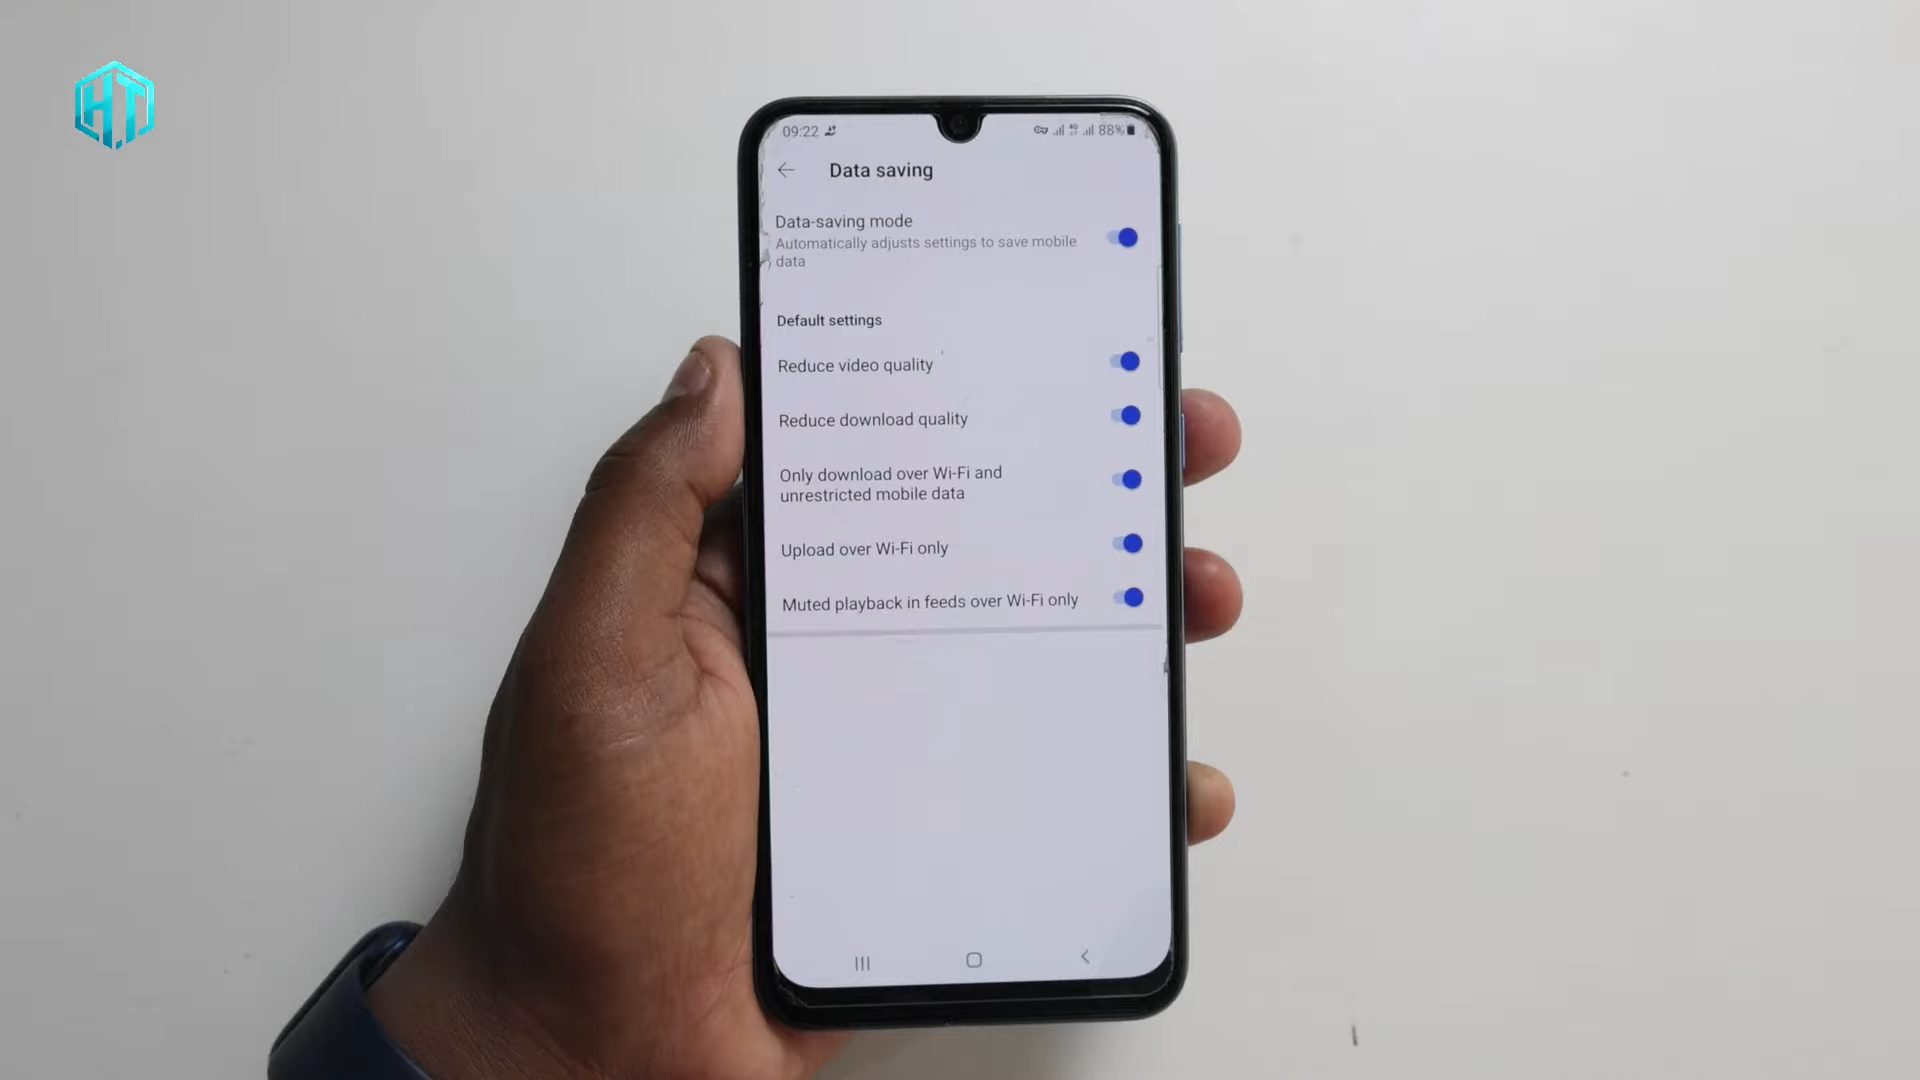 H.T
09:22
4G
88%
Data saving
Data-saving mode
Automatically adjusts settings to save mobile
data
Default settings
Reduce video quality
Reduce download quality
Only download over Wi-Fi and
unrestricted mobile data
Upload over Wi-Fi only
Muted playback in feeds over Wi-Fi only